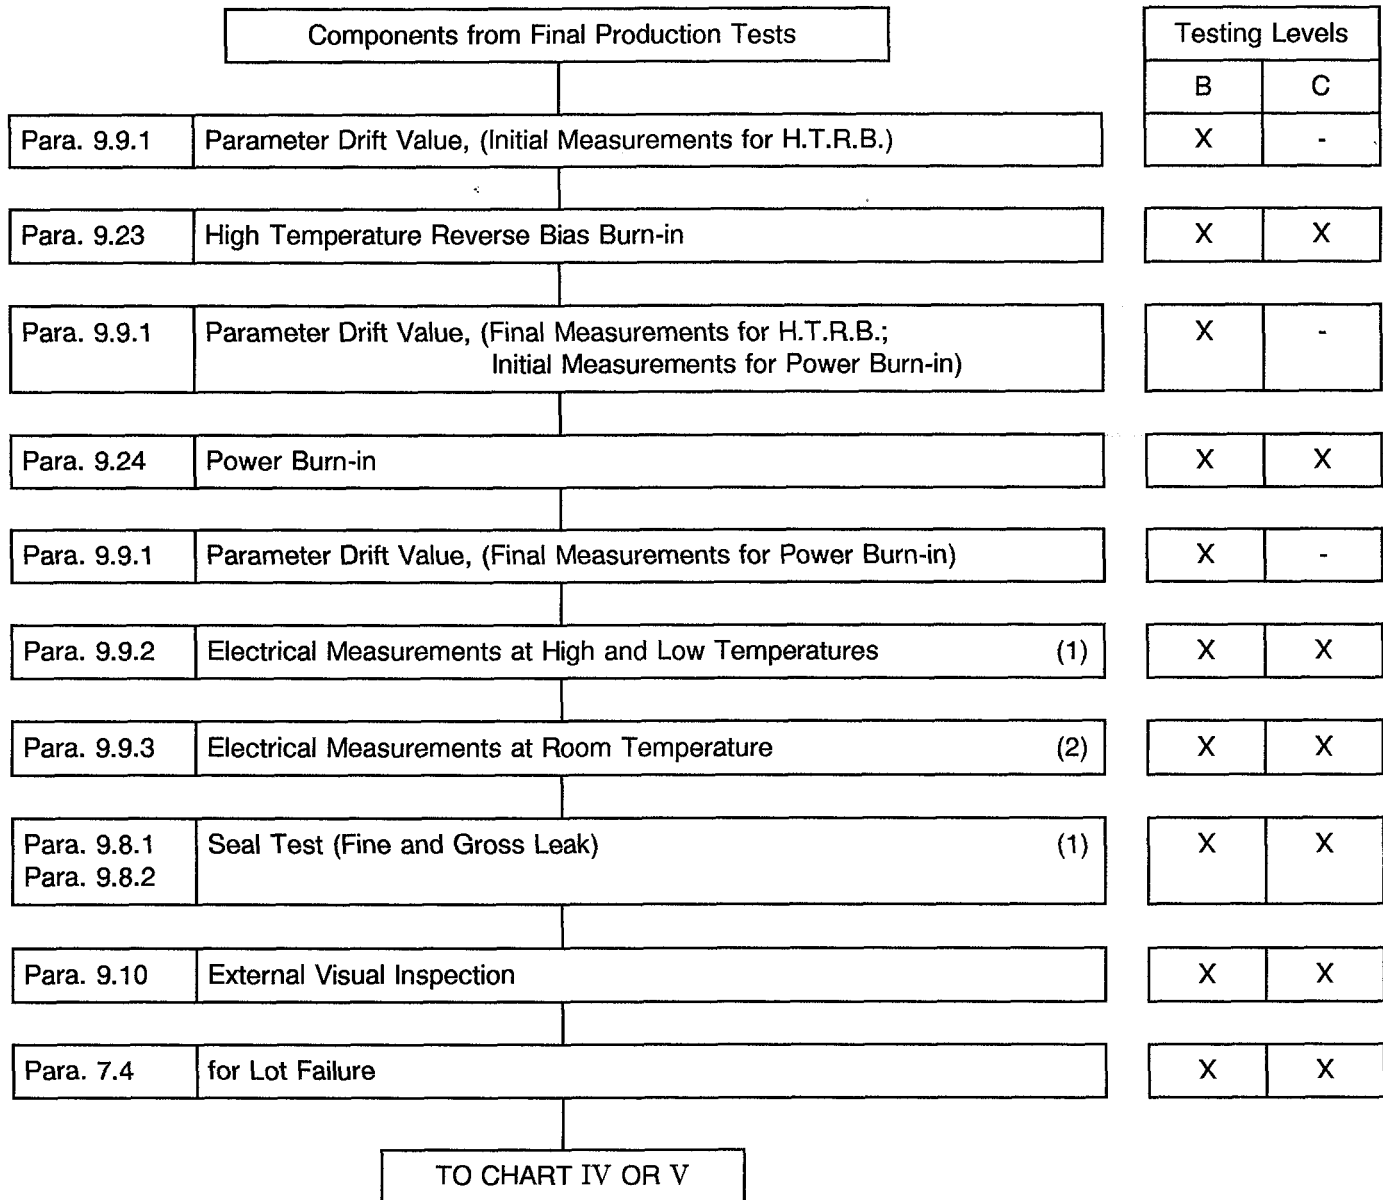 Components from Final Production Tests
Testing Levels
B C
Para. 9.9.1 Parameter Drift Value, (Initial Measurements for H.T.R.B.) X -
Para. 9.23 High Temperature Reverse Bias Burn-in X X
Para. 9.9.1 Parameter Drift Value, (Final Measurements for H.T.R.B.; X -
Initial Measurements for Power Burn-in)
Para. 9.24 Power Burn-in X X
Para. 9.9.1 Parameter Drift Value, (Final Measurements for Power Burn-in) X -
Para. 9.9.2 Electrical Measurements at High and Low Temperatures (1) X X
Para. 9.9.3 Electrical Measurements at Room Temperature (2) X X
Para. 9.8.1 Seal Test (Fine and Gross Leak) (1) X X
Para. 9.8.2
Para. 9.10 External Visual Inspection X X
Para. 7.4 for Lot Failure X X
TO CHART IV OR V